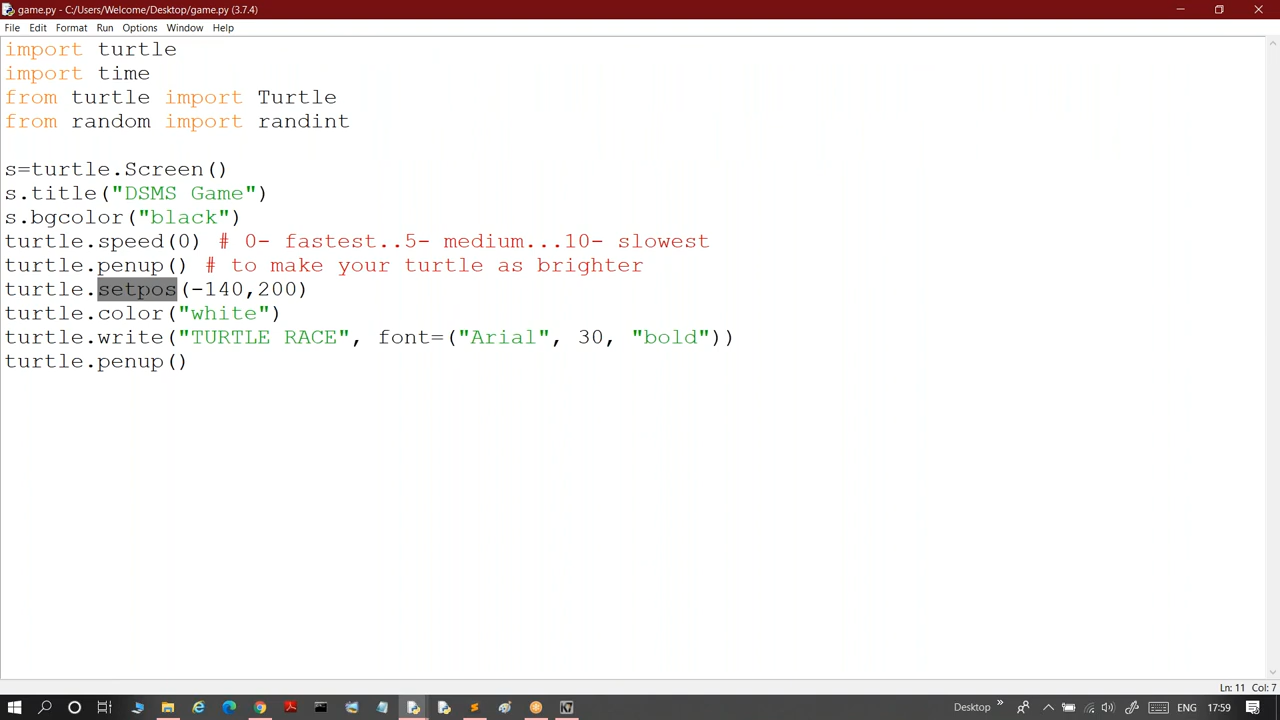 game.py - C:/Users/Welcome/Desktop/game.py (3.7.4)
File Edit Format Run Options Window Help
import turtle
import time
from turtle import Turtle
from random import randint
s=turtle.Screen()
s.title("DSMS Game")
s.bgcolor("black")
turtle.speed(0) # 0- fastest..5- medium...10- slowest
turtle.penup() # to make your turtle as brighter
turtle.setpos(-140,200)
turtle.color("white")
turtle.write("TURTLE RACE", font=("Arial", 30, "bold"))
turtle.penup()
Ln: 11 Col: 7
Desktop » ENG 17:59